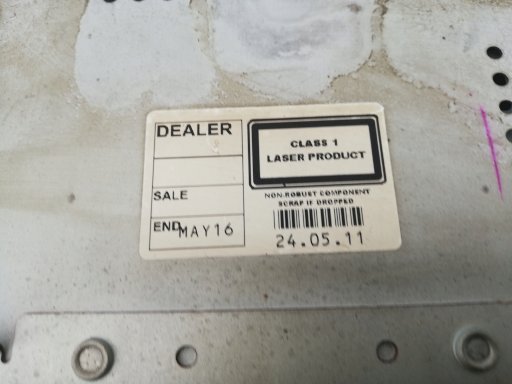 DEALER
SALE
END MAY16
CLASS 1
LASER PRODUCT
NON-ROBUST COMPONENT
SCRAP IF DROPPED
24.05.11